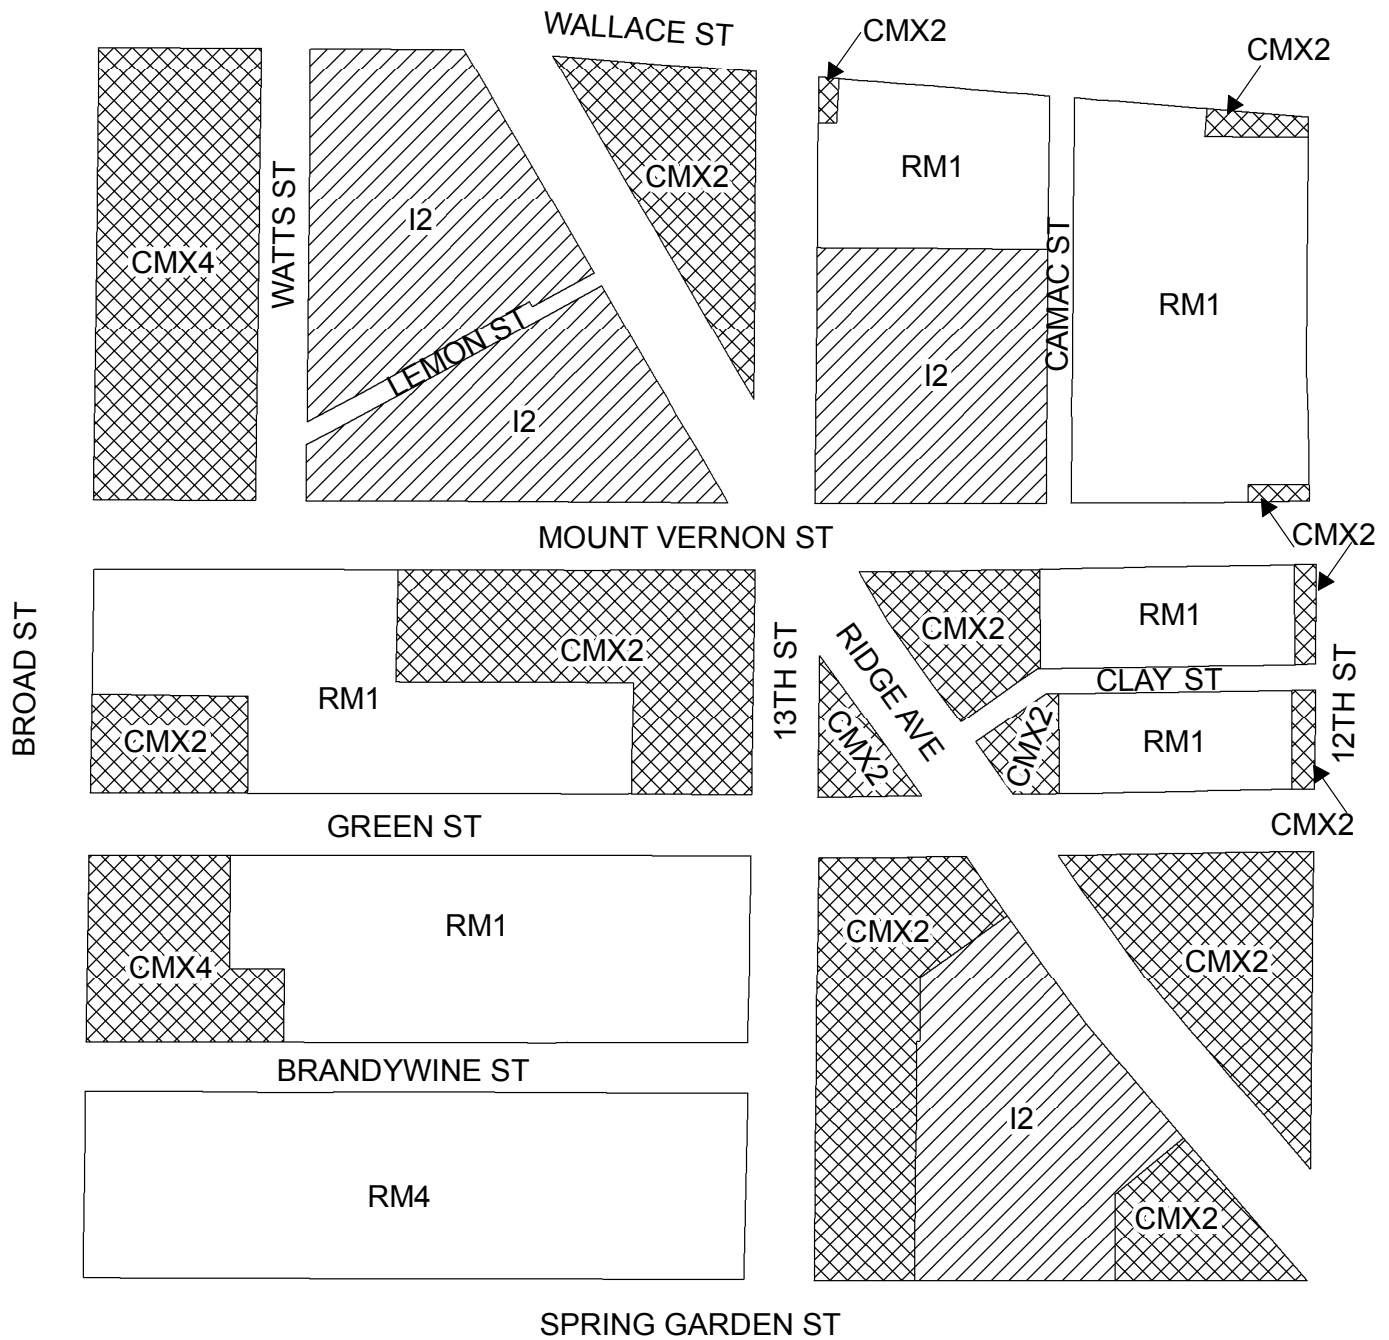 WALLACE ST
CMX2
CMX2
CMX4
WATTS ST
I2
CMX2
RM1
CAMAC ST
RM1
LEMON ST
I2
I2
MOUNT VERNON ST
CMX2
BROAD ST
RM1
CMX2
CMX2
13TH ST
RIDGE AVE
CMX2
CMX2
RM1
CLAY ST
CMX2
RM1
12TH ST
CMX2
GREEN ST
CMX4
RM1
CMX2
CMX2
BRANDYWINE ST
I2
RM4
CMX2
SPRING GARDEN ST